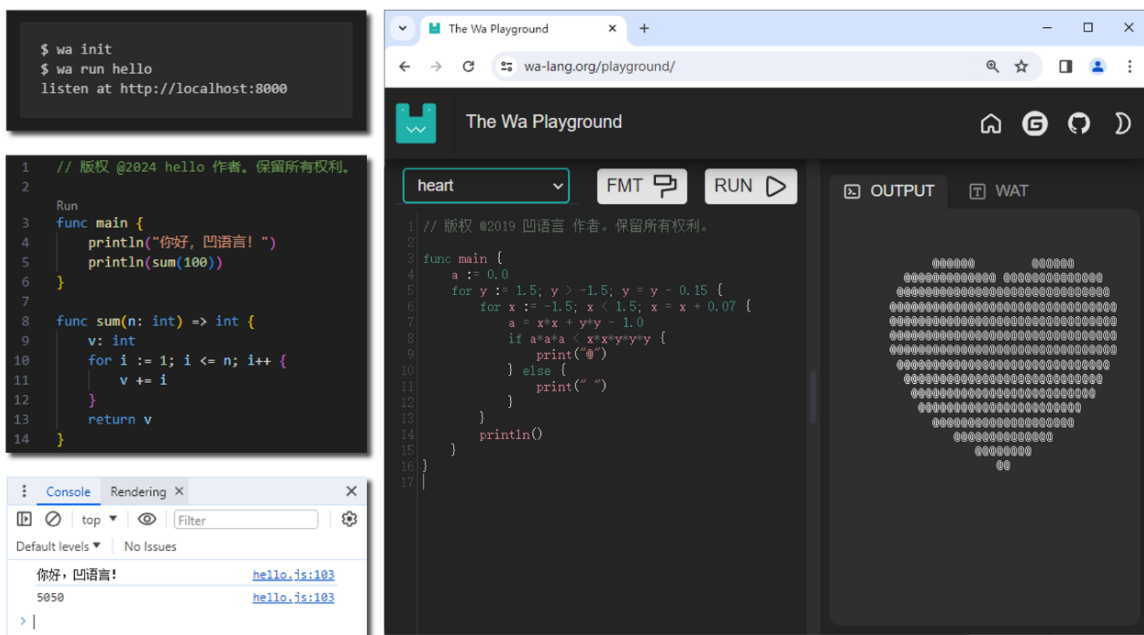 $ wa init
$ wa run hello
listen at http://localhost:8000
1 // 版权 @2024 hello 作者。保留所有权利。
2
Run
3 func main {
4     println("你好, 凹语言! ")
5     println(sum(100))
6 }
7
8 func sum(n: int) => int {
9     v: int
10     for i := 1; i <= n; i++ {
11         v += i
12     }
13     return v
14 }
Console Rendering
top Filter
Default levels No Issues
你好，凹语言! hello.js:103
5050 hello.js:103
>
The Wa Playground
wa-lang.org/playground/
The Wa Playground
heart FMT RUN
1 // 版权 @2019 凹语言 作者。保留所有权利。
2
3 func main {
4     a := 0.0
5     for y := 1.5; y > -1.5; y = y - 0.15 {
6         for x := -1.5; x < 1.5; x = x + 0.07 {
7             a = x*x + y*y - 1.0
8             if a*a*a < x*x*y*y*y {
9                 print("@")
10             } else {
11                 print(" ")
12             }
13         }
14         println()
15     }
16 }
17
OUTPUT WAT
@@@@@@ @@@@@@
@@@@@@@@@@@@@ @@@@@@@@@@@@@@
@@@@@@@@@@@@@@@@@@@@@@@@@@@@@@
@@@@@@@@@@@@@@@@@@@@@@@@@@@@@@@@
@@@@@@@@@@@@@@@@@@@@@@@@@@@@@@@@
@@@@@@@@@@@@@@@@@@@@@@@@@@@@@@@@
@@@@@@@@@@@@@@@@@@@@@@@@@@@@@@@@
@@@@@@@@@@@@@@@@@@@@@@@@@@@@@@
@@@@@@@@@@@@@@@@@@@@@@@@@@@@
@@@@@@@@@@@@@@@@@@@@@@@@@@
@@@@@@@@@@@@@@@@@@@@@@@
@@@@@@@@@@@@@@@@@@@@
@@@@@@@@@@@@@@
@@@@@@@@
@@